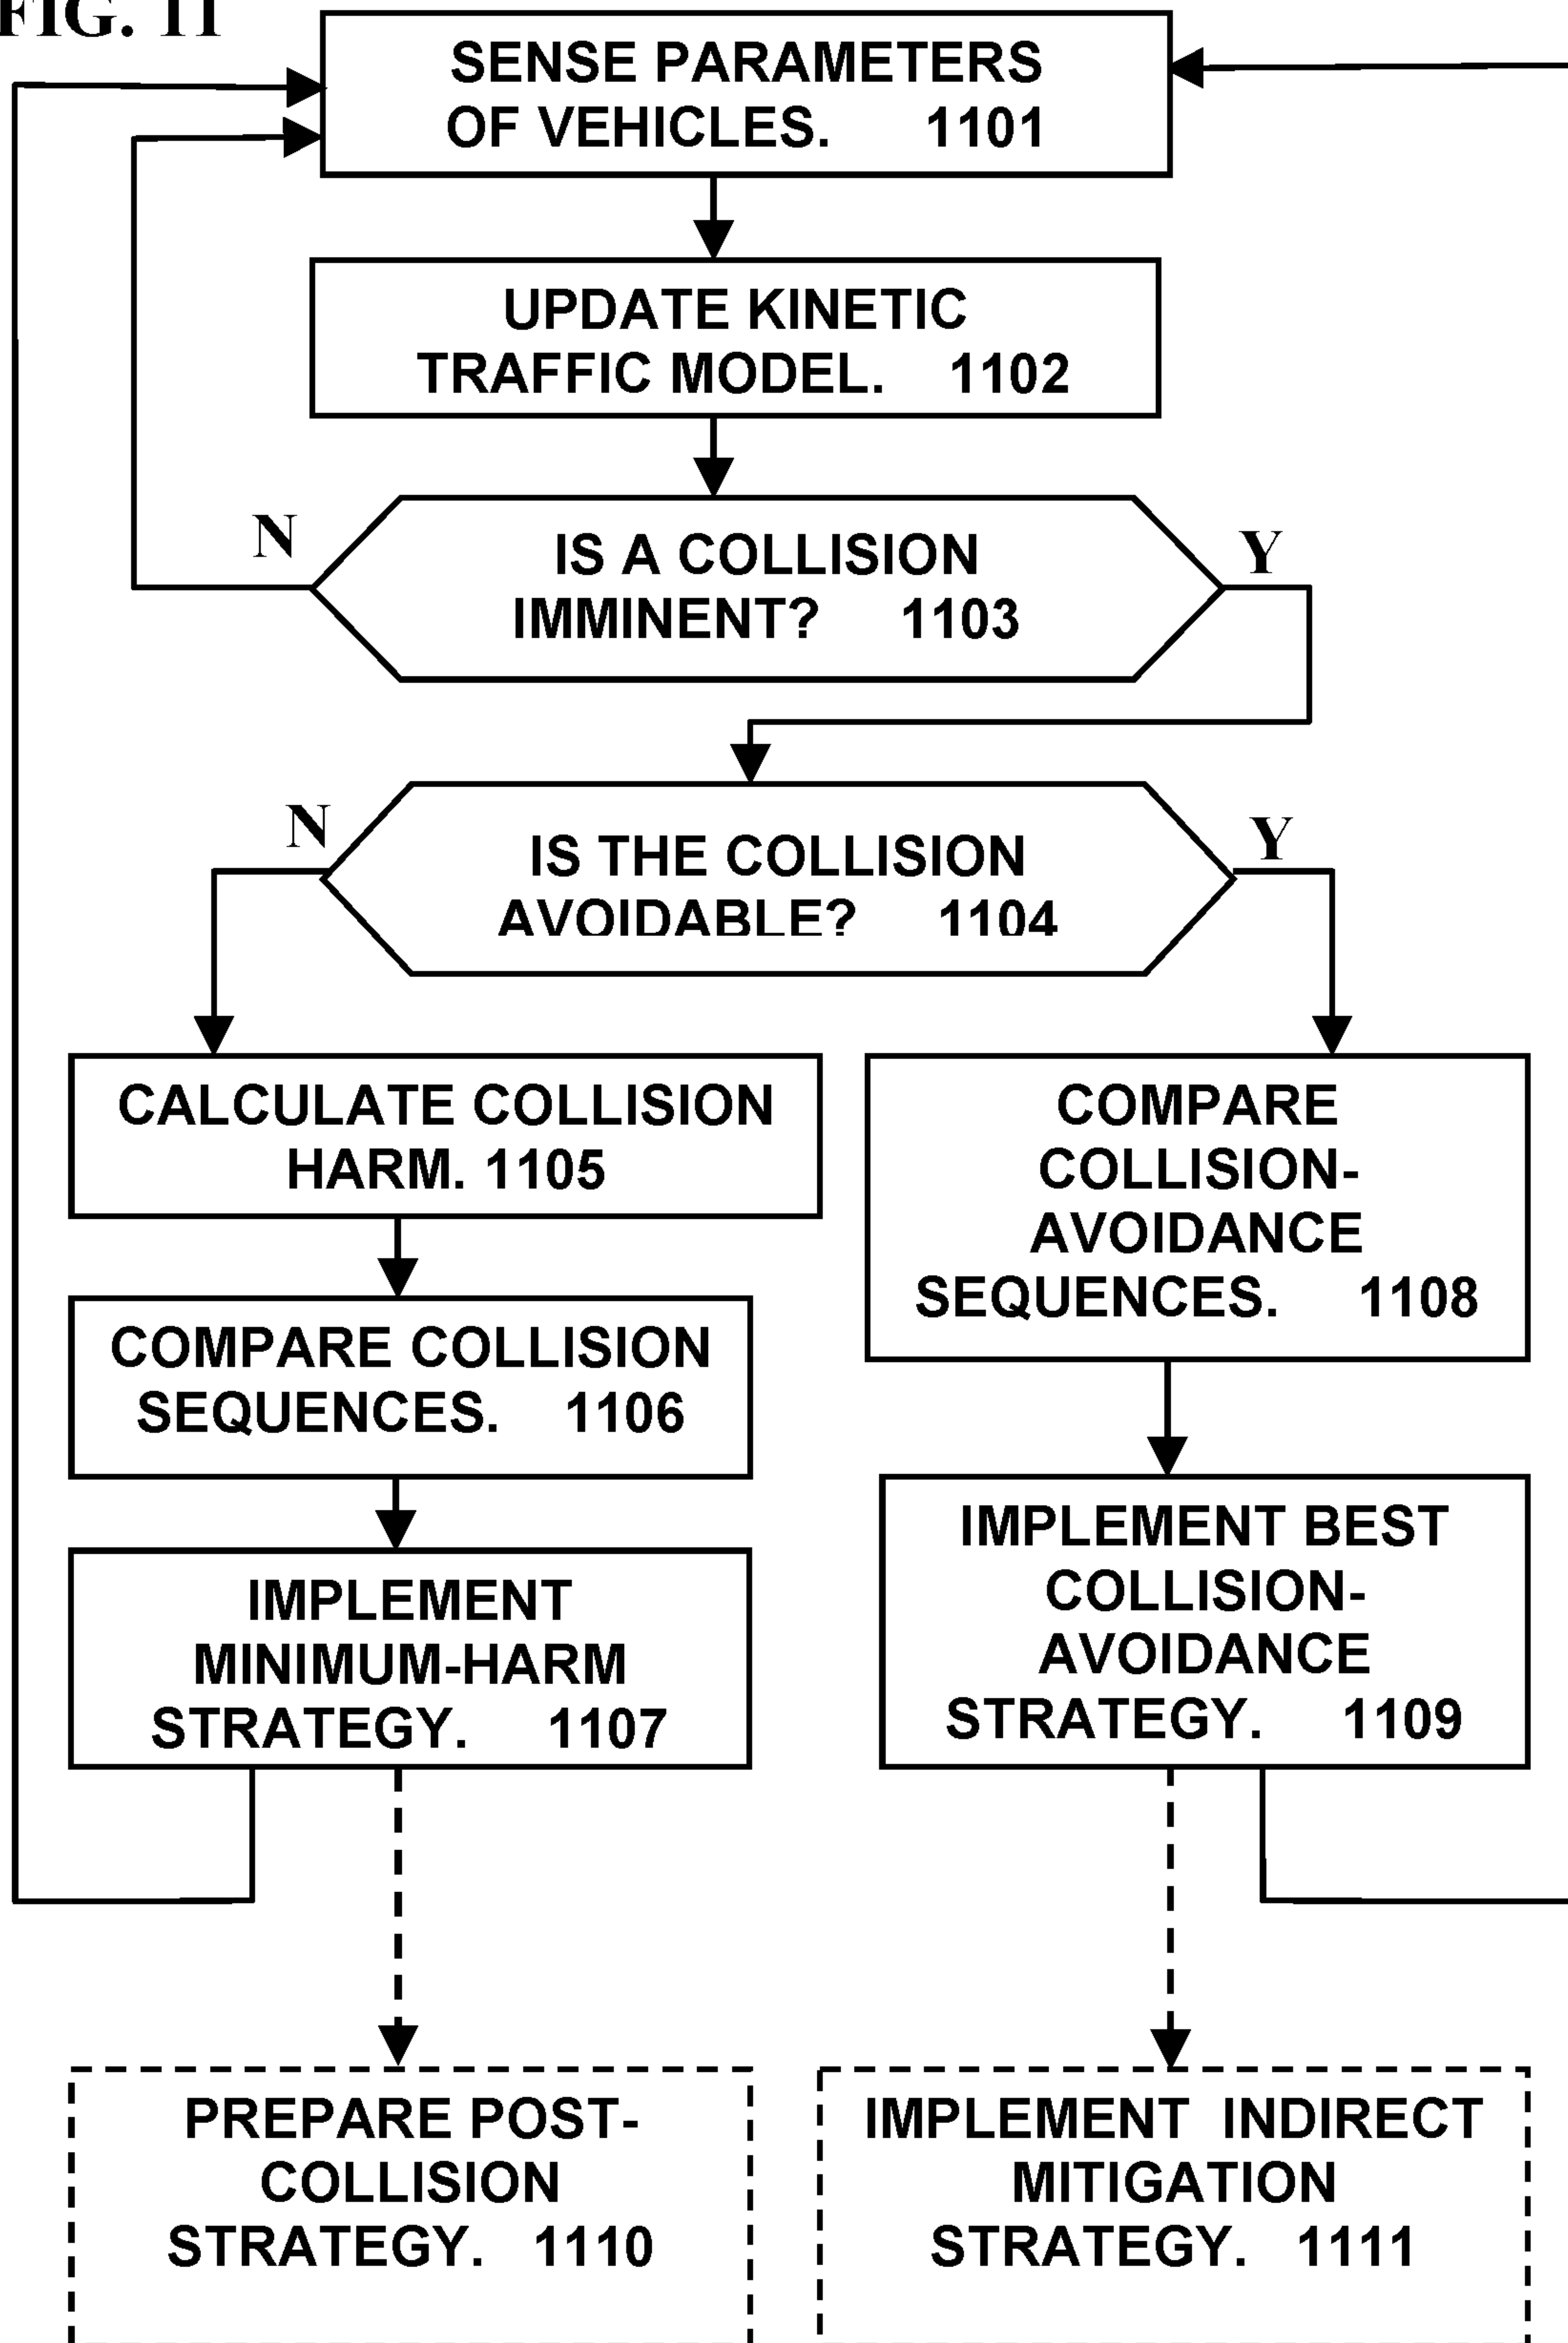 FIG. 11
SENSE PARAMETERS
OF VEHICLES. 1101
UPDATE KINETIC
TRAFFIC MODEL. 1102
N
Y
IS A COLLISION
IMMINENT? 1103
N
Y
IS THE COLLISION
AVOIDABLE? 1104
CALCULATE COLLISION
HARM. 1105
COMPARE COLLISION
SEQUENCES. 1106
IMPLEMENT
MINIMUM-HARM
STRATEGY. 1107
COMPARE
COLLISION-
AVOIDANCE
SEQUENCES. 1108
IMPLEMENT BEST
COLLISION-
AVOIDANCE
STRATEGY. 1109
PREPARE POST-
COLLISION
STRATEGY. 1110
IMPLEMENT INDIRECT
MITIGATION
STRATEGY. 1111